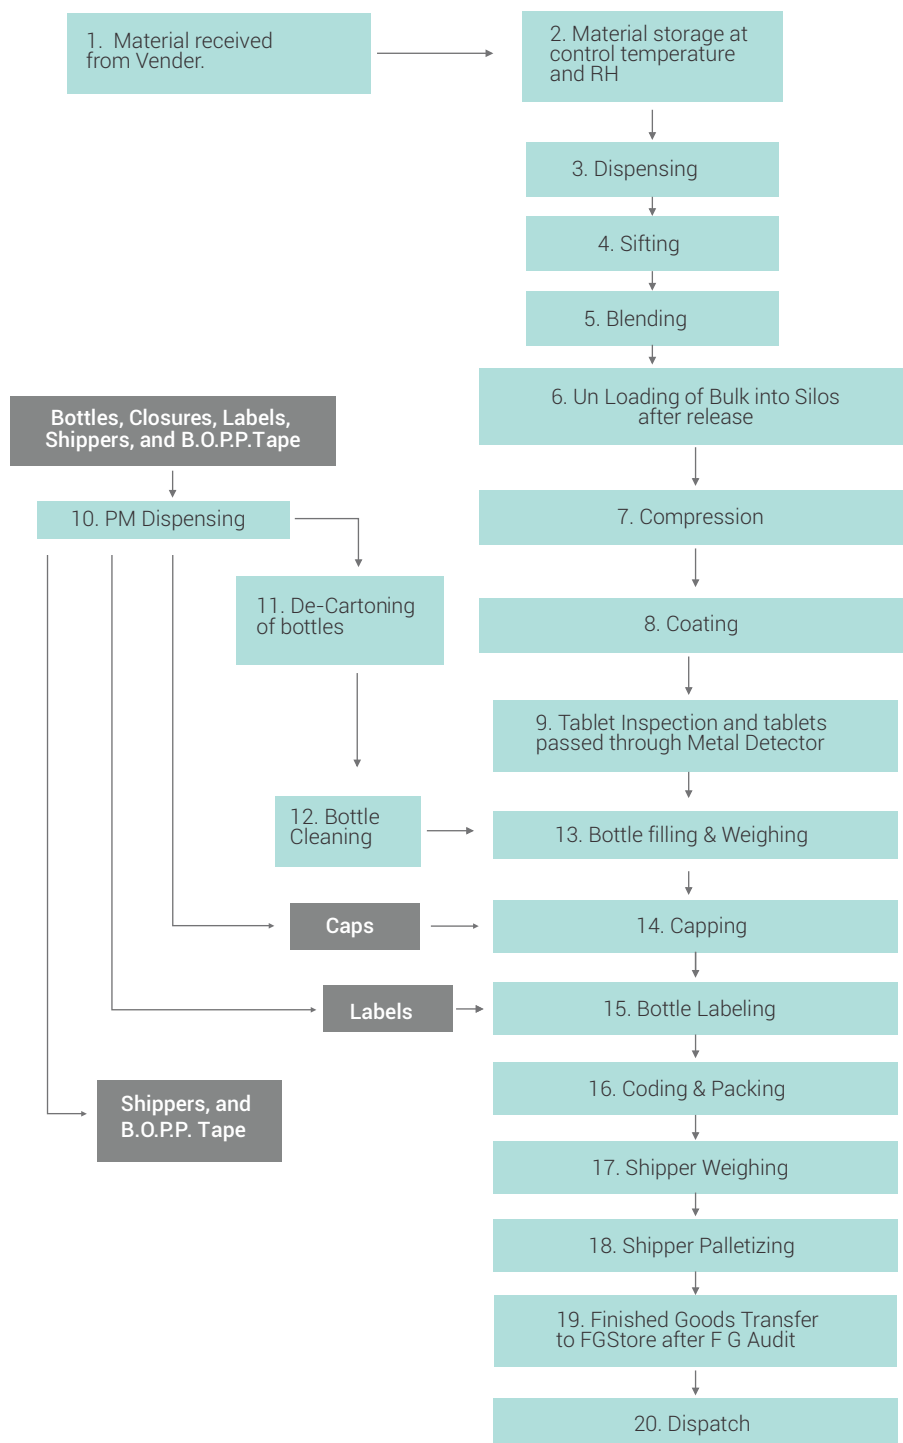 1.  Material received
from Vender.
2. Material storage at
control temperature
and RH
3. Dispensing
4. Sifting
5. Blending
6. Un Loading of Bulk into Silos
after release
Bottles, Closures, Labels,
Shippers, and B.O.P.P.Tape
10. PM Dispensing
7. Compression
11. De-Cartoning
of bottles
8. Coating
9. Tablet Inspection and tablets
passed through Metal Detector
12. Bottle
Cleaning
13. Bottle filling & Weighing
Caps
14. Capping
Labels
15. Bottle Labeling
Shippers, and
B.O.P.P. Tape
16. Coding & Packing
17. Shipper Weighing
18. Shipper Palletizing
19. Finished Goods Transfer
to FGStore after F G Audit
20. Dispatch